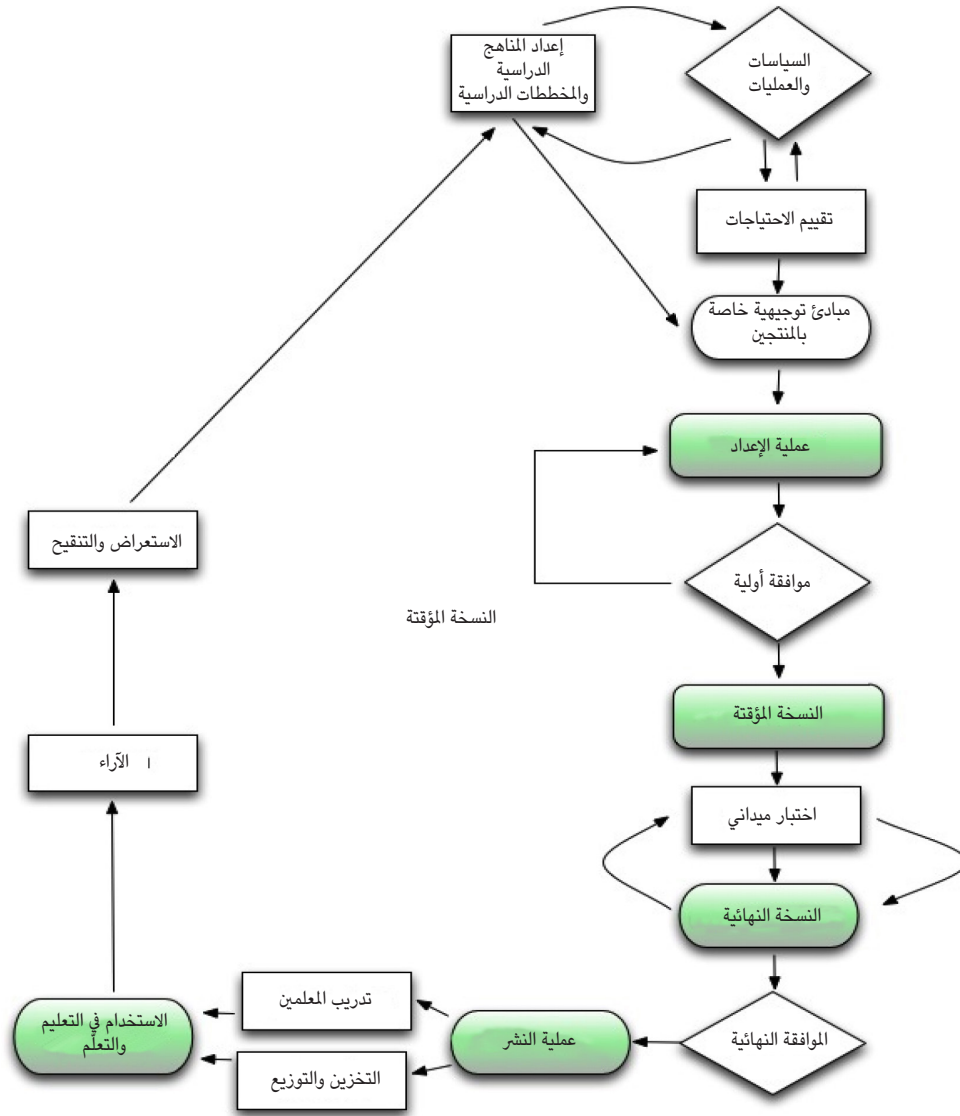 إعداد المناهج
الدراسية
والمخططات الدراسية
السياسات
والعمليات
تقييم الاحتياجات
مبادئ توجيهية خاصة
بالمنتجين
عملية الإعداد
موافقة أولية
النسخة المؤقتة
النسخة المؤقتة
اختبار ميداني
النسخة النهائية
الموافقة النهائية
عملية النشر
تدريب المعلمين
التخزين والتوزيع
الاستخدام في التعليم
والتعلّم
ا الآراء
الاستعراض والتنقيح